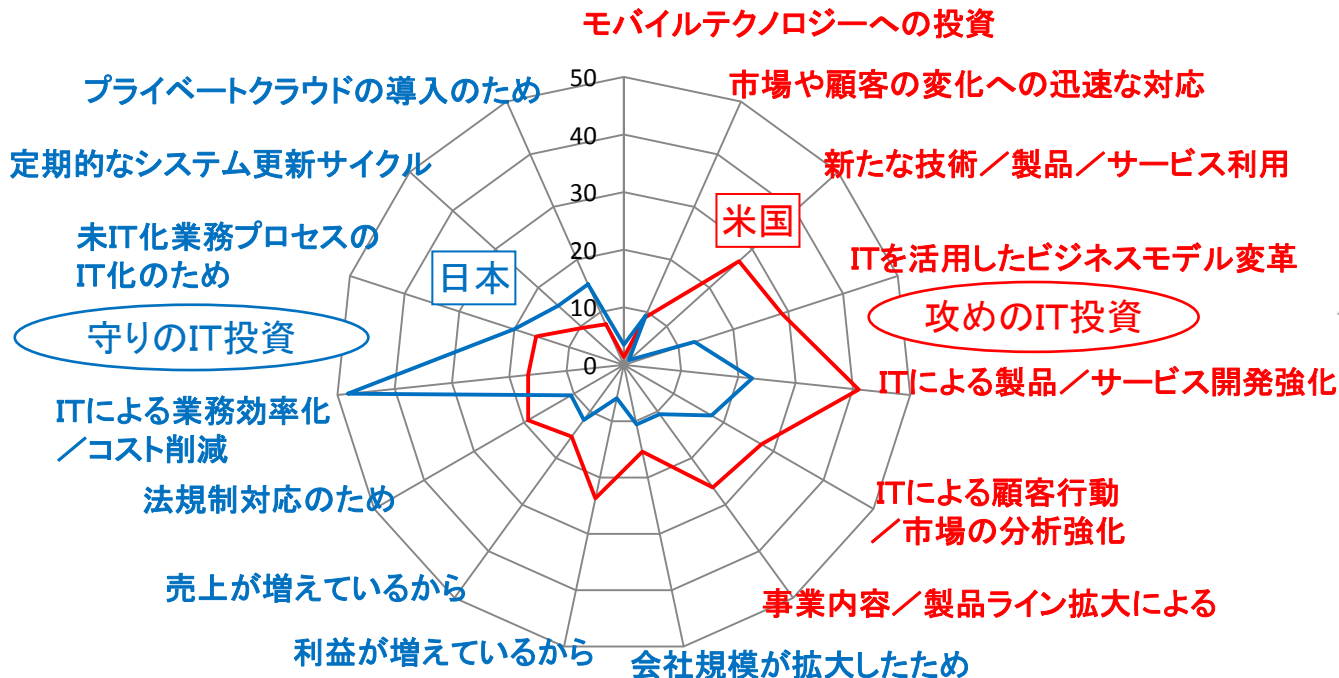 モバイルテクノロジーへの投資
市場や顧客の変化への迅速な対応
新たな技術／製品／サービス利用
ITを活用したビジネスモデル変革
攻めのIT投資
ITによる製品／サービス開発強化
ITによる顧客行動
／市場の分析強化
事業内容／製品ライン拡大による
会社規模が拡大したため
利益が増えているから
売上が増えているから
法規制対応のため
ITによる業務効率化
／コスト削減
守りのIT投資
未IT化業務プロセスの
IT化のため
定期的なシステム更新サイクル
プライベートクラウドの導入のため
50
40
30
20
10
0
日本
米国